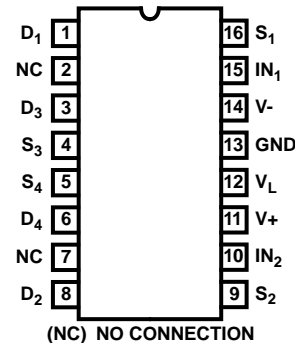 D1 1 16 S1
NC 2 15 IN1
D3 3 14 V-
S3 4 13 GND
S4 5 12 VL
D4 6 11 V+
NC 7 10 IN2
D2 8 9 S2
(NC) NO CONNECTION